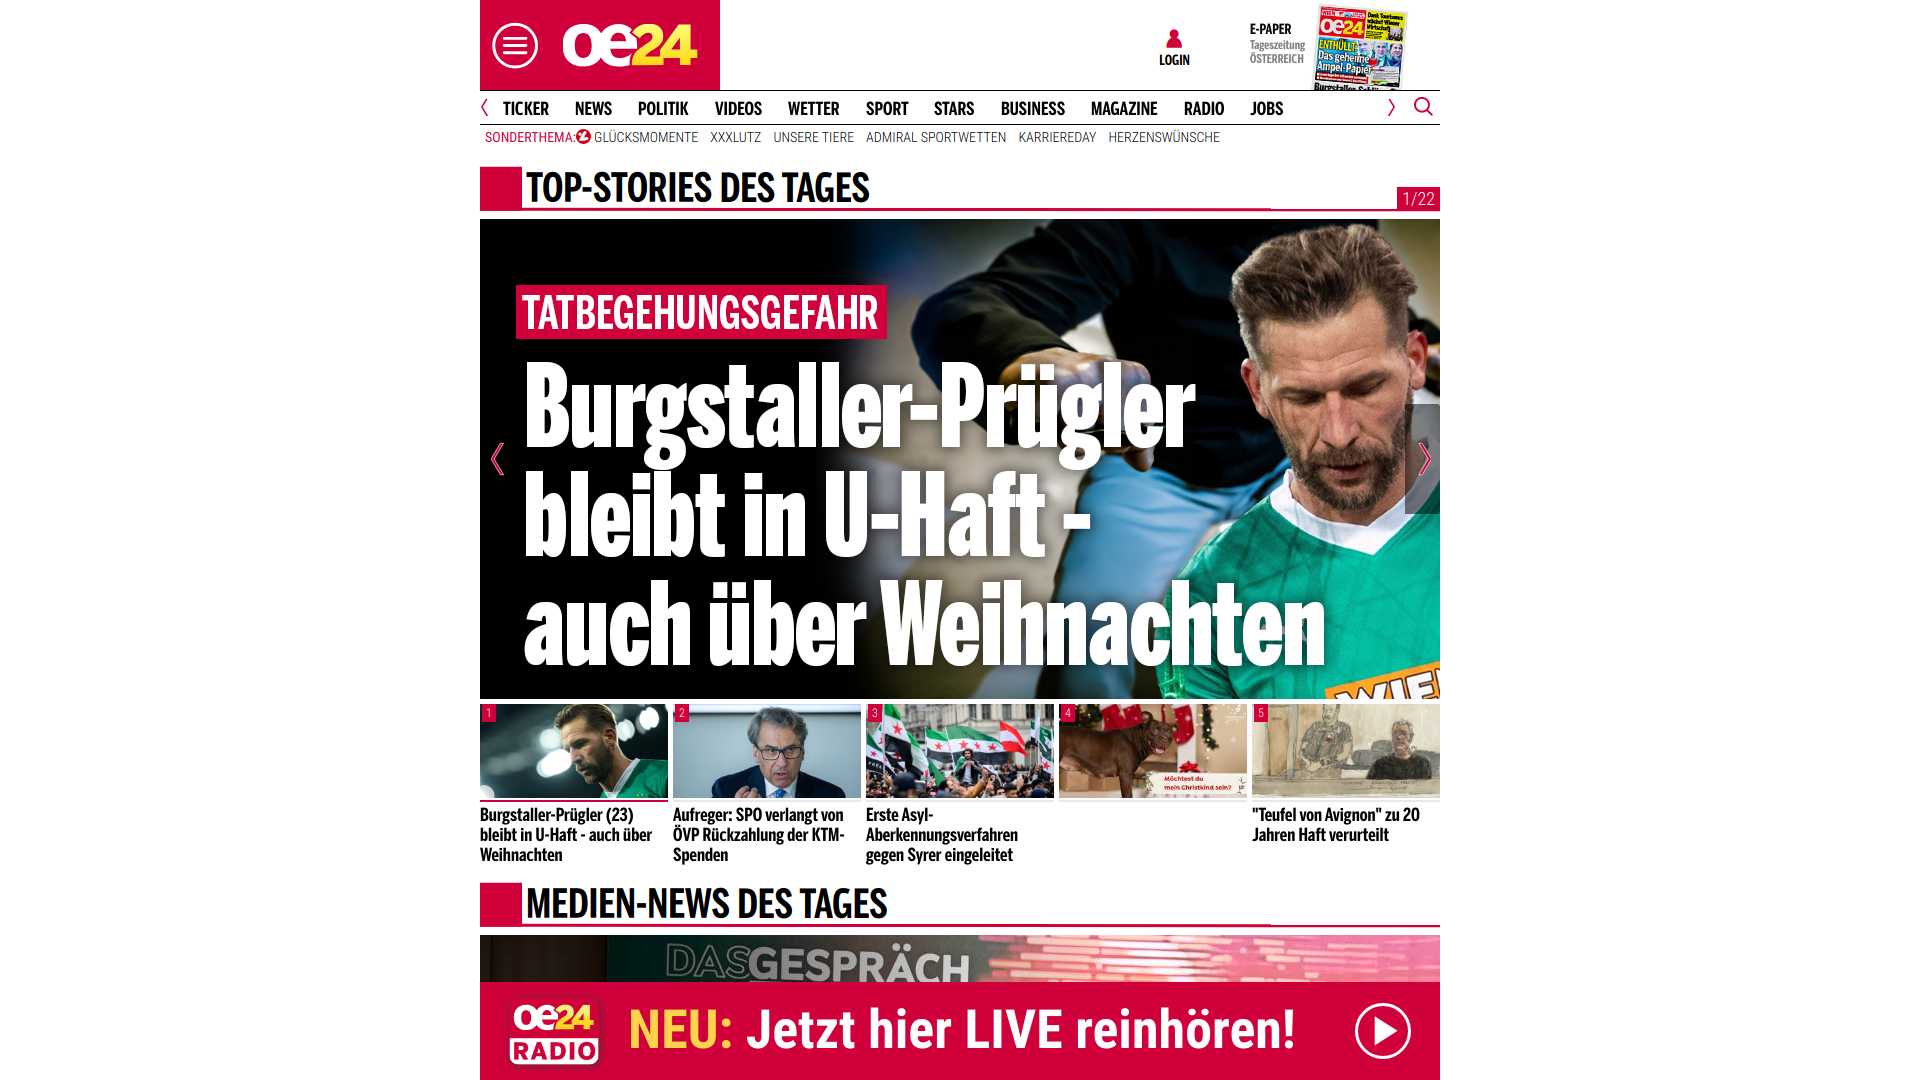 oe24
LOGIN
E-PAPER
Tageszeitung
ÖSTERREICH
oe24
ENTHÜLLT:
Das geheime
Ampel-Papier
TICKER NEWS POLITIK VIDEOS WETTER SPORT STARS BUSINESS MAGAZINE RADIO JOBS
SONDERTHEMA: GLÜCKSMOMENTE XXXLUTZ UNSERE TIERE ADMIRAL SPORTWETTEN KARRIEREDAY HERZENSWÜNSCHE
TOP-STORIES DES TAGES
1/22
TATBEGEHUNGSGEFAHR
Burgstaller-Prügler
bleibt in U-Haft -
auch über Weihnachten
WIE
1
2
3
4
5
Möchtest du
mein Christkind sein?
Burgstaller-Prügler (23)
bleibt in U-Haft - auch über
Weihnachten
Aufreger: SPÖ verlangt von
ÖVP Rückzahlung der KTM-
Spenden
Erste Asyl-
Aberkennungsverfahren
gegen Syrer eingeleitet
"Teufel von Avignon" zu 20
Jahren Haft verurteilt
MEDIEN-NEWS DES TAGES
DASGESPRÄCH
oe24
RADIO
NEU: Jetzt hier LIVE reinhören!